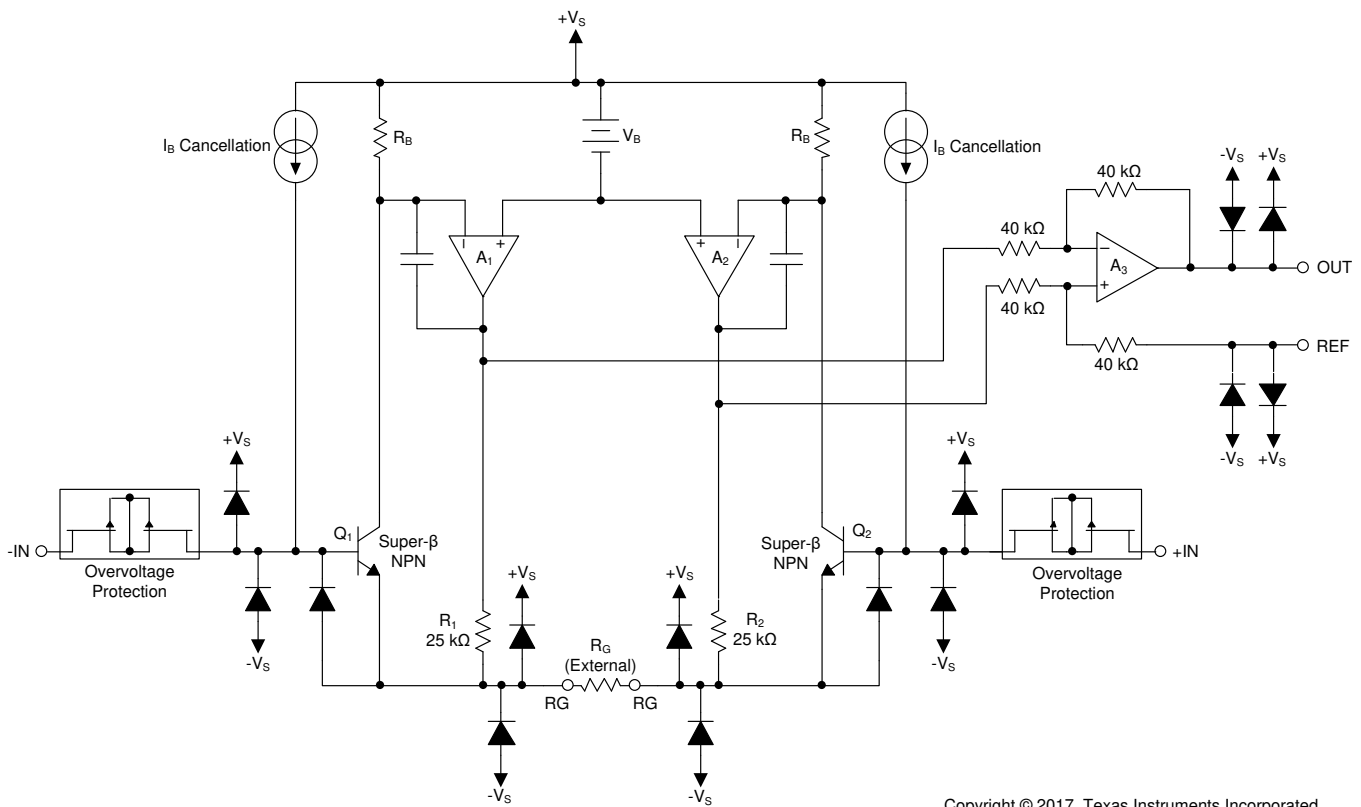 +VS
IB Cancellation
RB
VB
RB
IB Cancellation
-VS
+VS
40 kΩ
40 kΩ
−
A3
+
OUT
40 kΩ
40 kΩ
REF
-VS
+VS
−
+
A1
+
−
A2
+VS
+VS
-IN
Overvoltage
Protection
Q1
Super-β
NPN
Q2
Super-β
NPN
+IN
Overvoltage
Protection
+VS
+VS
R1
25 kΩ
R2
25 kΩ
RG
(External)
-VS
-VS
RG
RG
-VS
-VS
Copyright © 2017, Texas Instruments Incorporated